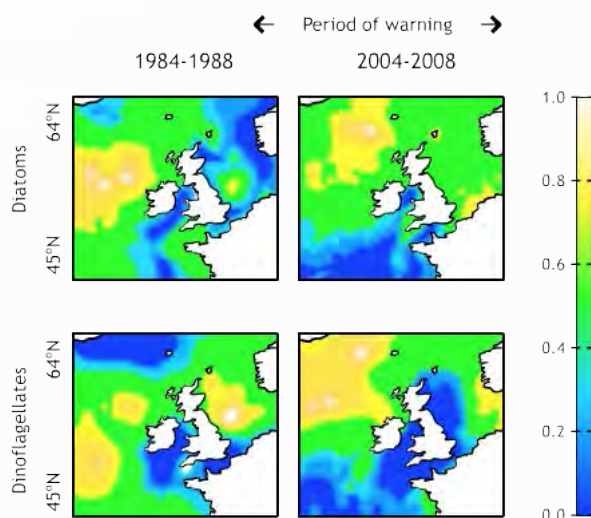 ← Period of warning →
1984-1988 2004-2008
Diatoms
64°N
45°N
Dinoflagellates
64°N
45°N
1.0
0.8
0.6
0.4
0.2
0.0